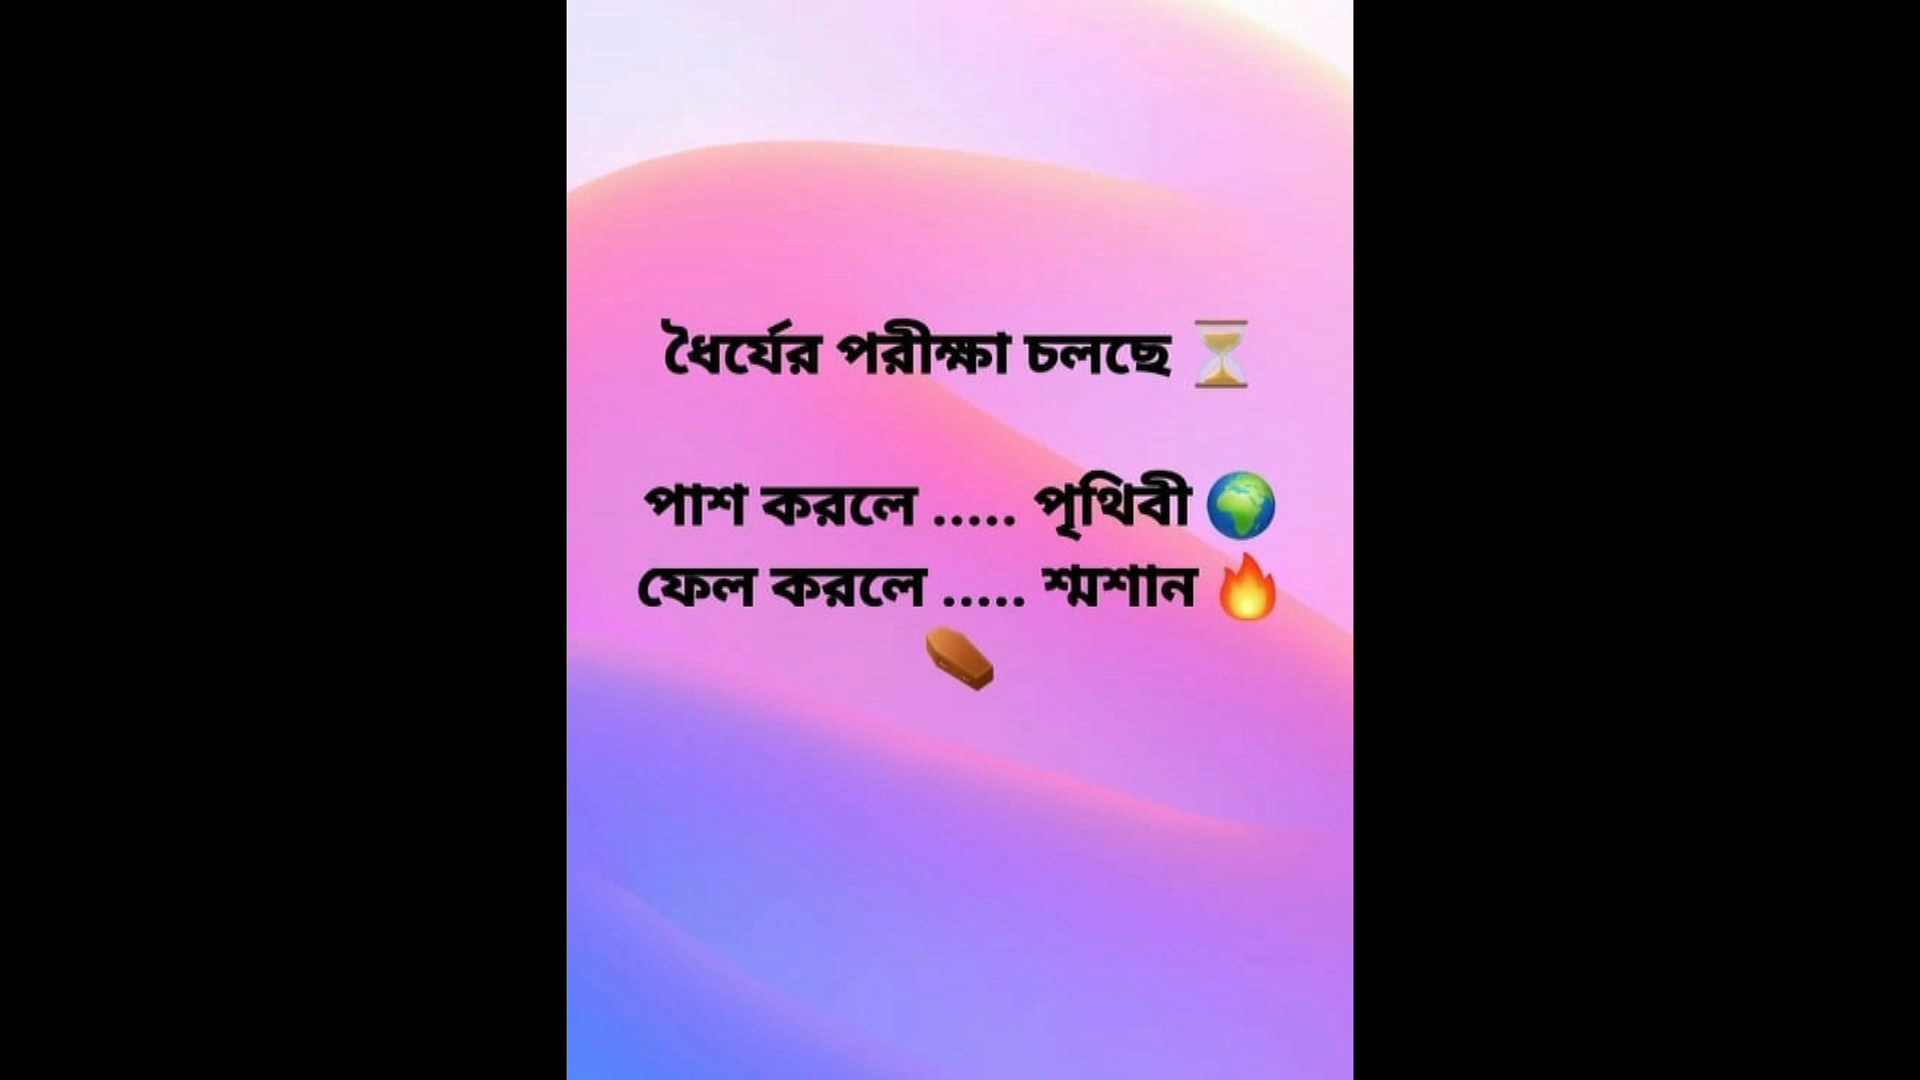 ধৈর্যের পরীক্ষা চলছে ⏳
পাশ করলে ..... পৃথিবী 🌍
ফেল করলে ..... শ্মশান 🔥
⚰️